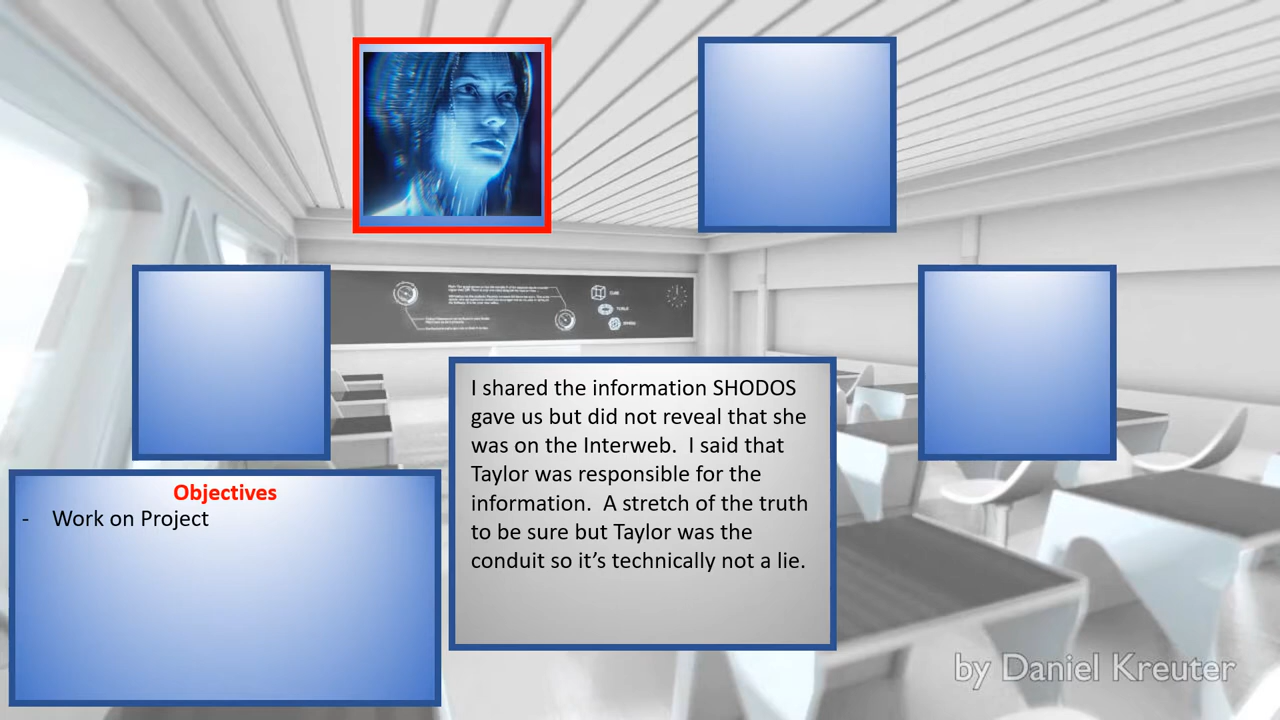 I shared the information SHODOS
gave us but did not reveal that she
was on the Interweb.  I said that
Taylor was responsible for the
information.  A stretch of the truth
to be sure but Taylor was the
conduit so it’s technically not a lie.
Objectives
- Work on Project
by Daniel Kreuter